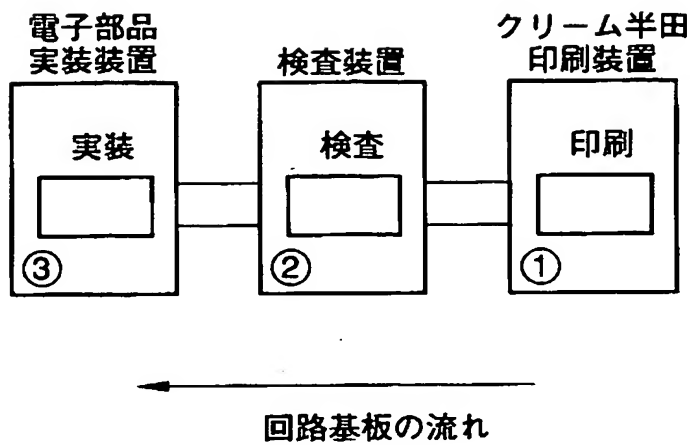 電子部品
実装装置
検査装置
クリーム半田
印刷装置
実装
検査
印刷
③
②
①
回路基板の流れ